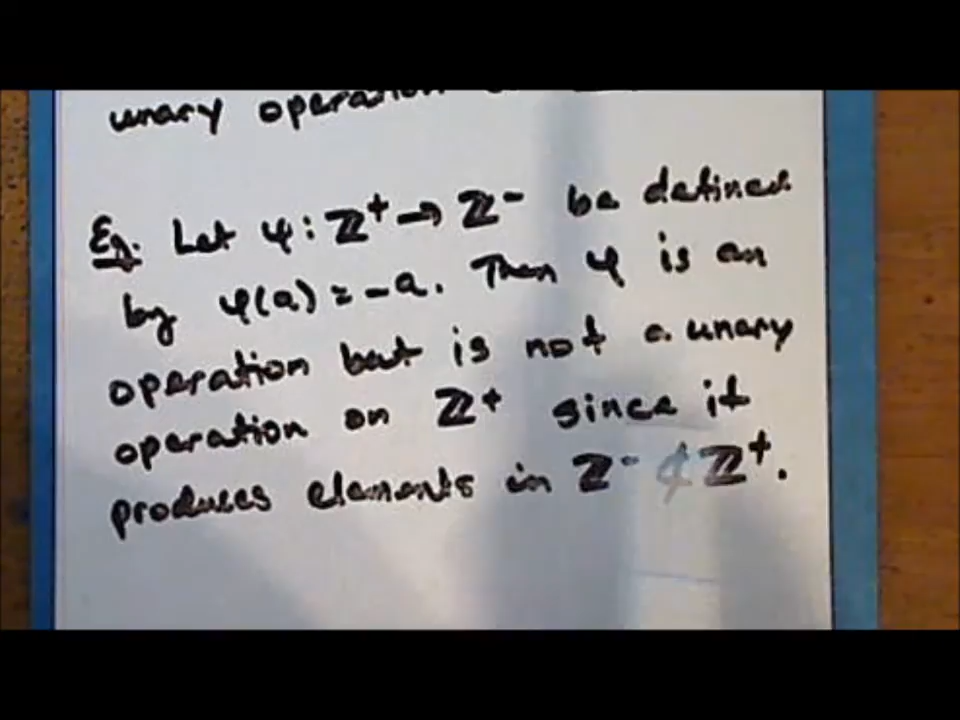 unary operation
Eg. Let φ : ℤ⁺ → ℤ⁻ be defined
by φ(a) = -a. Then φ is an
operation but is not a unary
operation on ℤ⁺ since it
produces elements in ℤ⁻ ⊄ ℤ⁺.